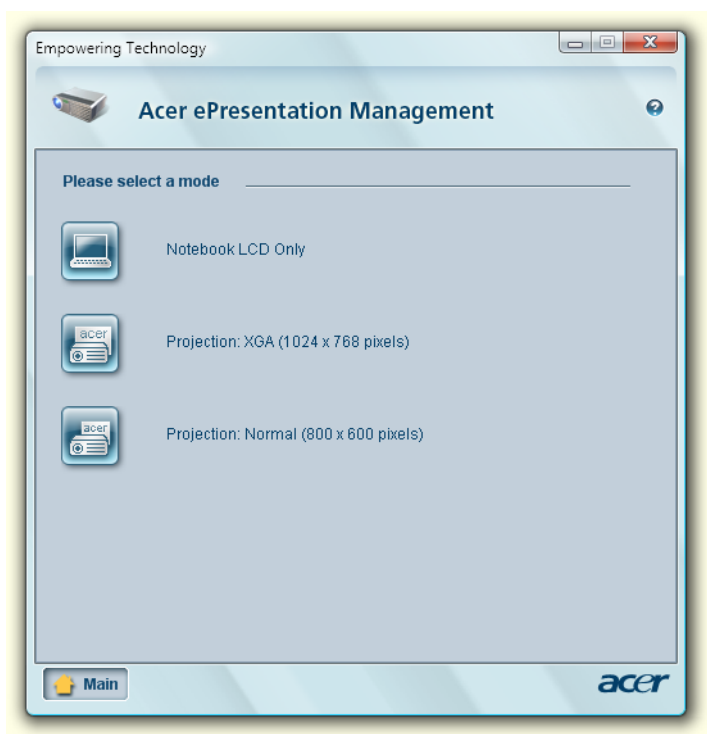 Empowering Technology
Acer ePresentation Management
Please select a mode
Notebook LCD Only
acer
Projection: XGA (1024 x 768 pixels)
acer
Projection: Normal (800 x 600 pixels)
Main
acer